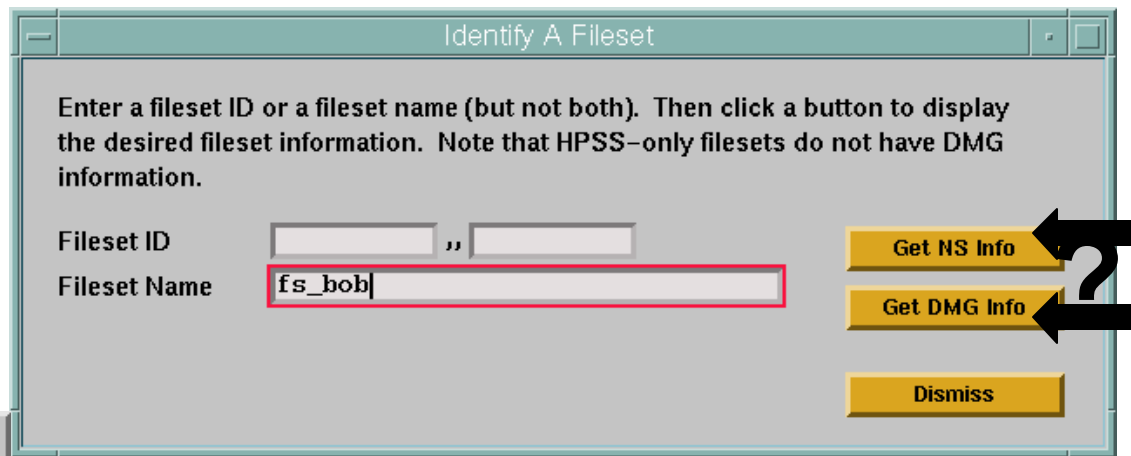 Identify A Fileset
Enter a fileset ID or a fileset name (but not both). Then click a button to display
the desired fileset information. Note that HPSS-only filesets do not have DMG
information.
Fileset ID ,,
Get NS Info
Fileset Name fs_bob
?
Get DMG Info
Dismiss